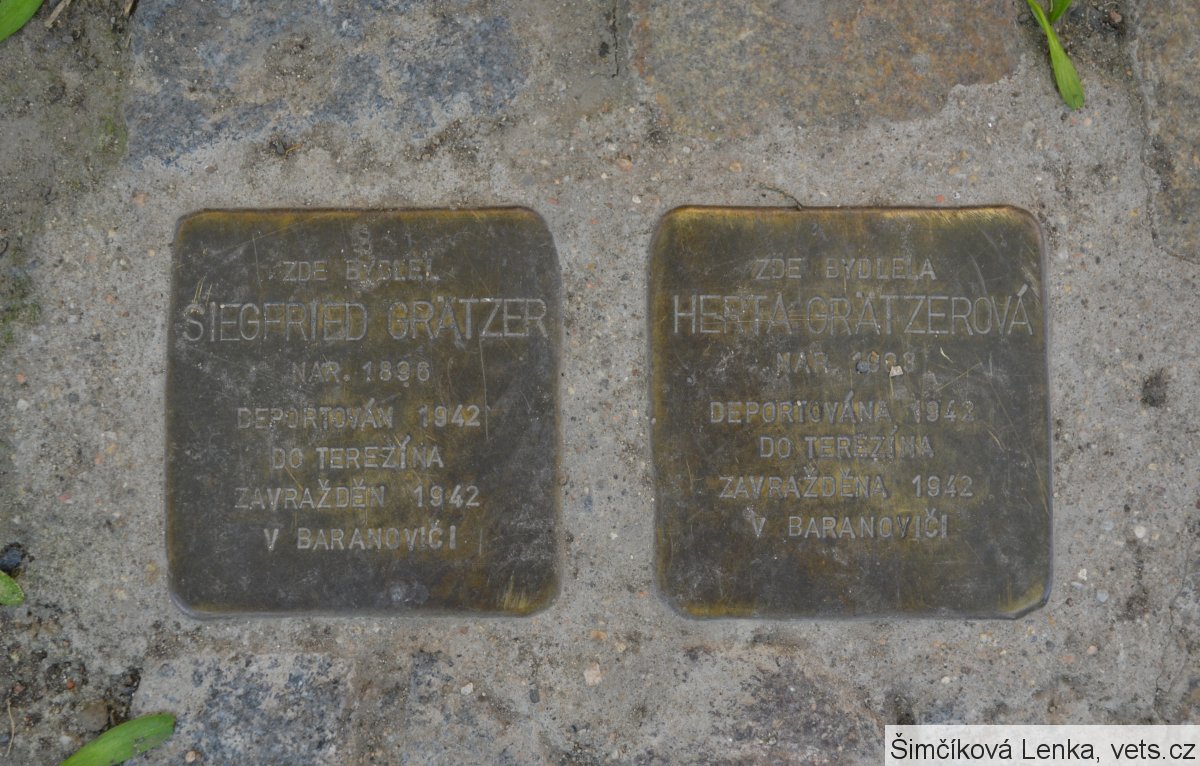 ZDE BYDLEL
SIEGFRIED GRÄTZER
NAR. 1896
DEPORTOVÁN 1942
DO TEREZÍNA
ZAVRAŽDĚN 1942
V BARANOVIČI
ZDE BYDLELA
HERTA GRÄTZEROVÁ
NAR.
DEPORTOVÁNA 1942
DO TEREZÍNA
ZAVRAŽDĚNA 1942
V BARANOVIČI
Šimčíková Lenka, vets.cz